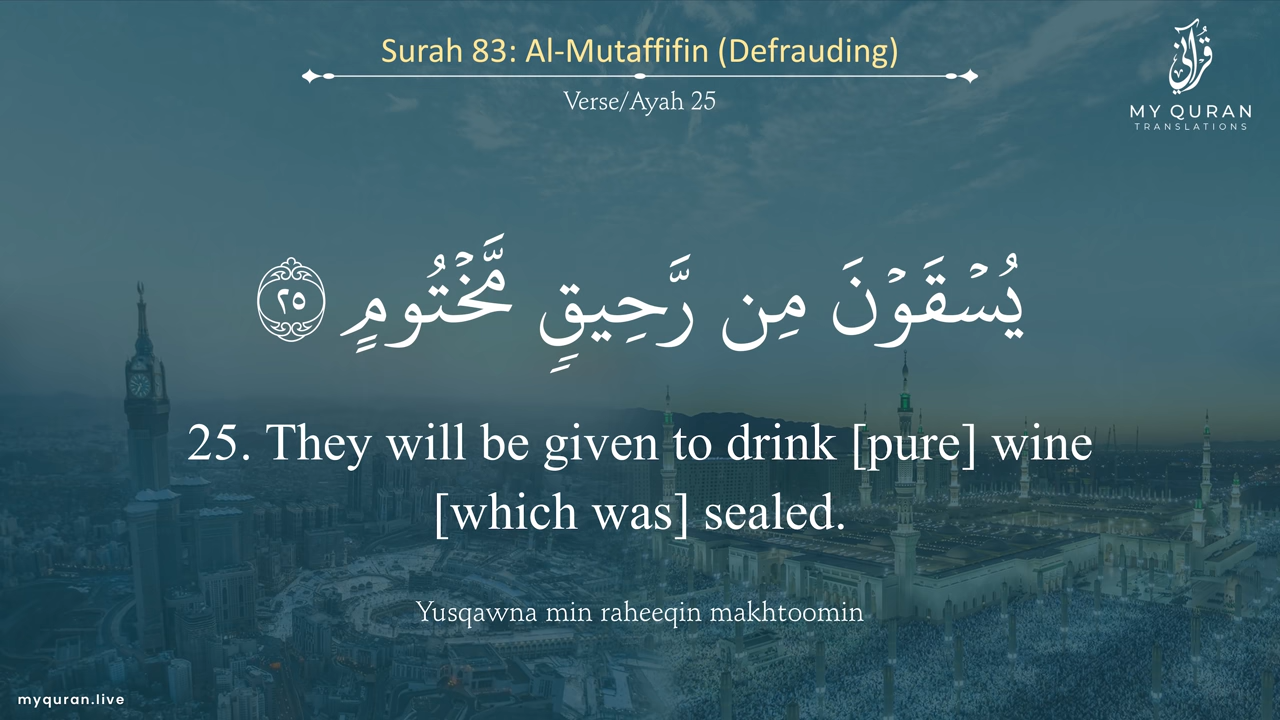 Surah 83: Al-Mutaffifin (Defrauding)
Verse/Ayah 25
قرآني
MY QURAN
TRANSLATIONS
يُسۡقَوۡنَ مِن رَّحِيقٖ مَّخۡتُومٍ ٢٥
25. They will be given to drink [pure] wine
[which was] sealed.
Yusqawna min raheeqin makhtoomin
myquran.live